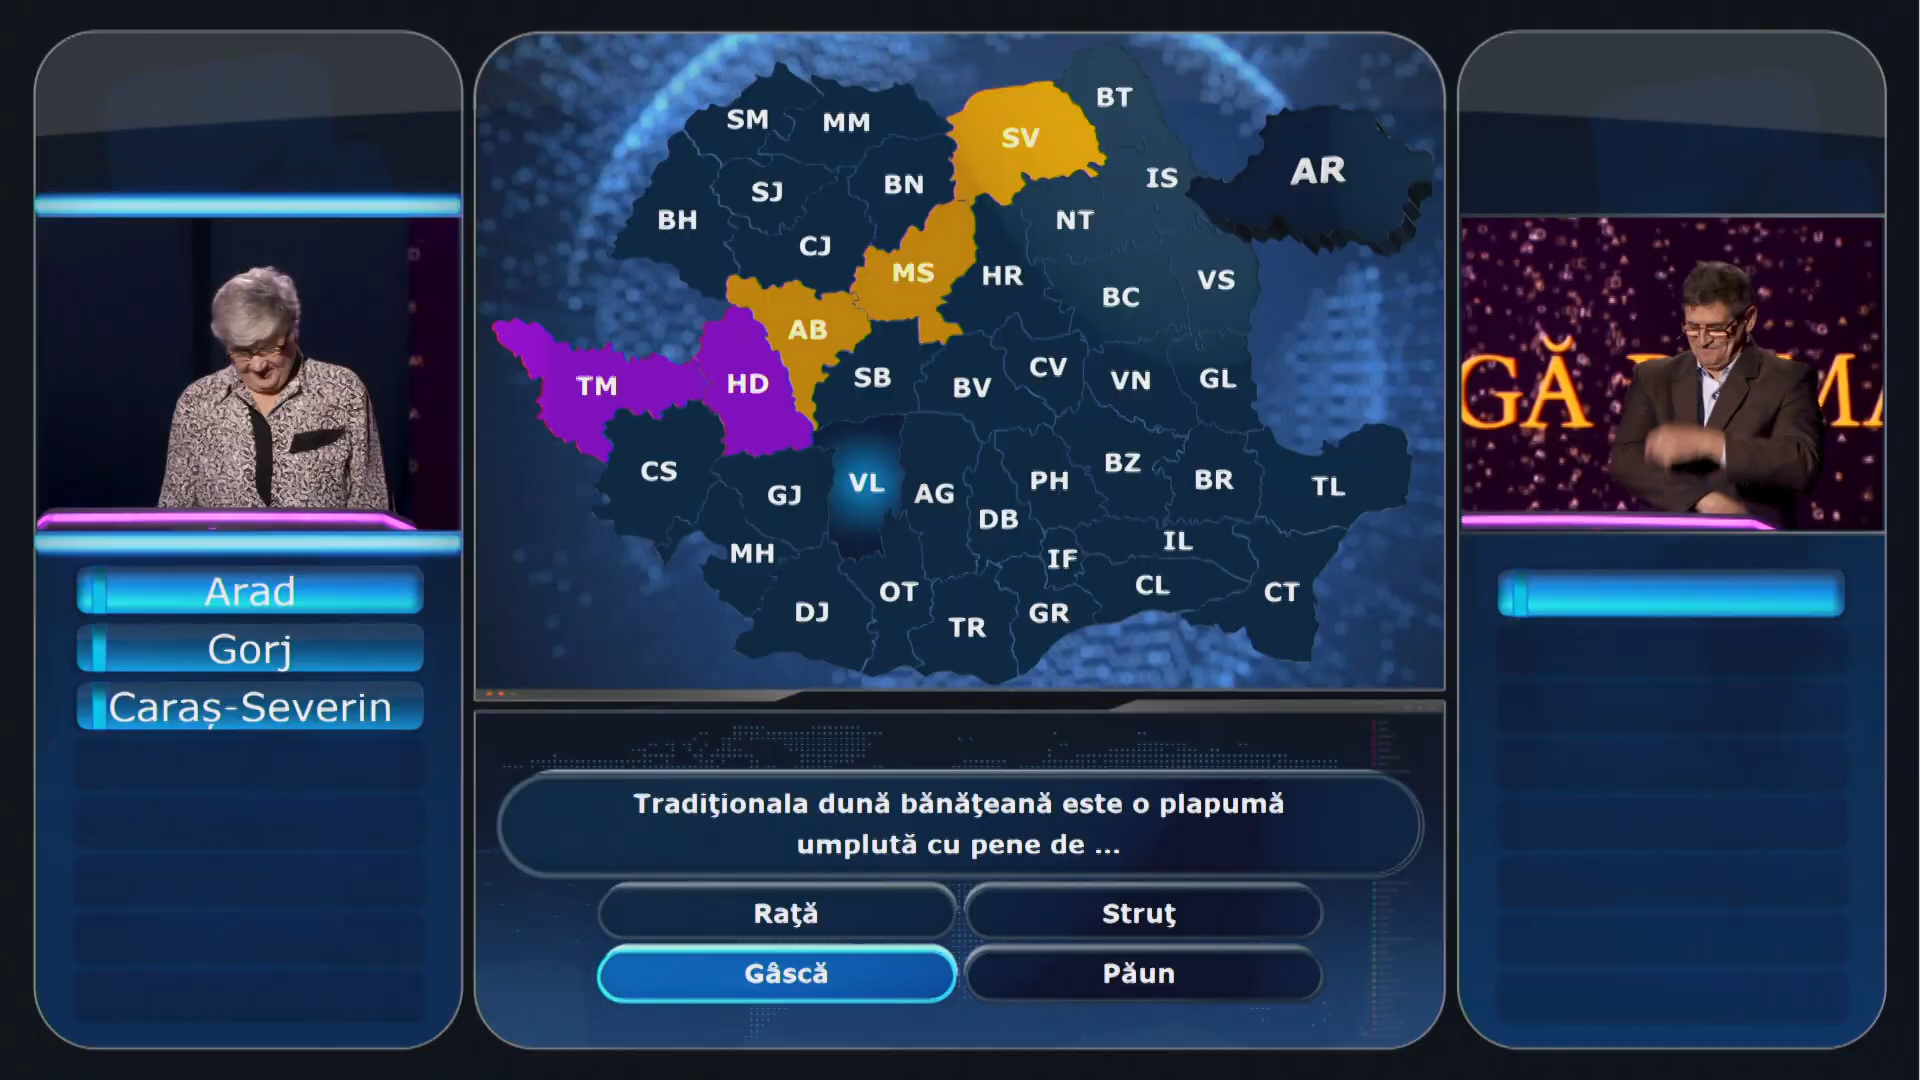 SM
MM
SV
BT
AR
SJ
BN
IS
BH
NT
CJ
MS
HR
VS
BC
AB
TM
HD
SB
BV
CV
VN
GL
CS
GJ
VL
AG
PH
BZ
BR
TL
DB
MH
IF
IL
OT
CL
CT
DJ
TR
GR
GĂ
Arad
Gorj
Caraș-Severin
Tradiţionala dună bănăţeană este o plapumă
umplută cu pene de ...
Raţă
Struţ
Gâscă
Păun